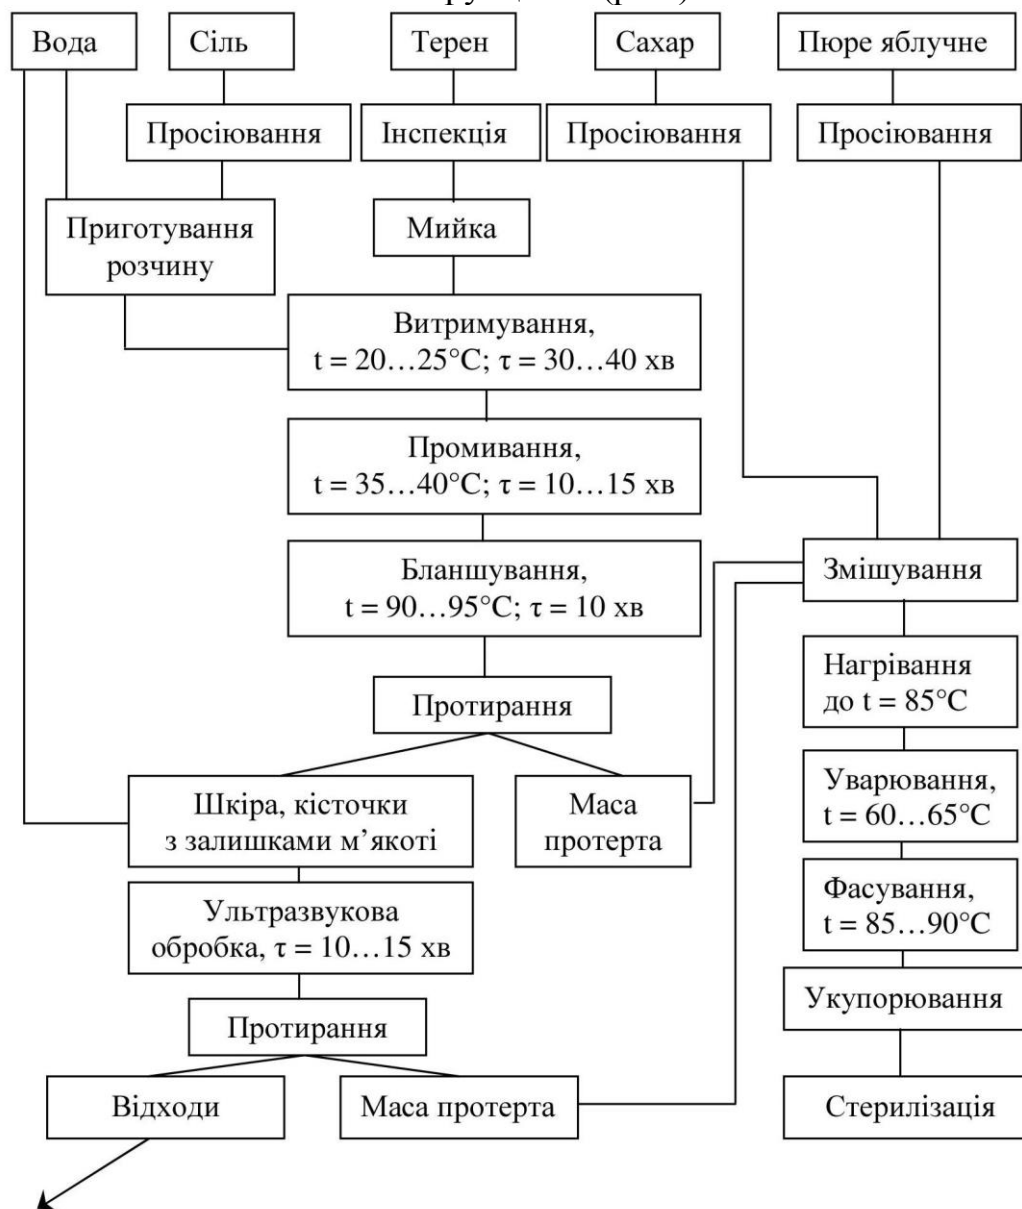 Вода
Сіль
Терен
Сахар
Пюре яблучне
Просіювання
Інспекція
Просіювання
Просіювання
Приготування
розчину
Мийка
Витримування,
t = 20…25°C; τ = 30…40 хв
Промивання,
t = 35…40°C; τ = 10…15 хв
Бланшування,
t = 90…95°C; τ = 10 хв
Змішування
Протирання
Нагрівання
до t = 85°C
Шкіра, кісточки
з залишками м’якоті
Маса
протерта
Уварювання,
t = 60…65°C
Ультразвукова
обробка, τ = 10…15 хв
Фасування,
t = 85…90°C
Протирання
Укупорювання
Відходи
Маса протерта
Стерилізація